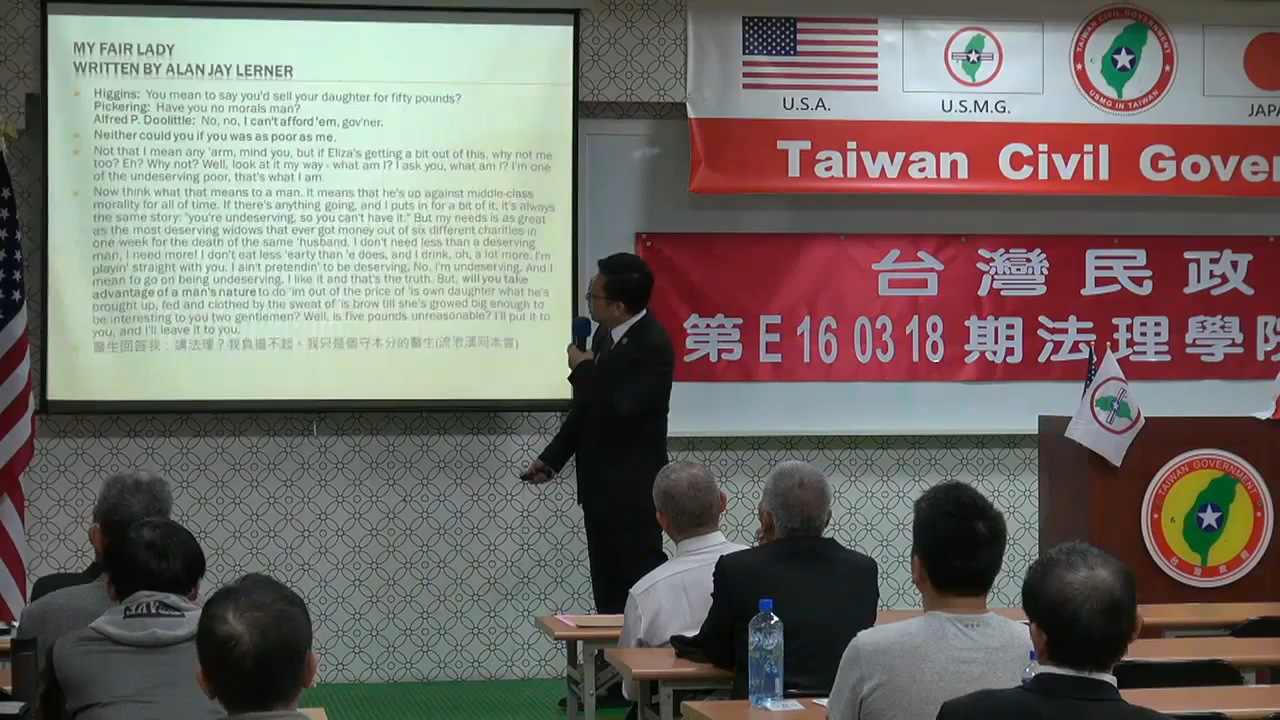 MY FAIR LADY
WRITTEN BY ALAN JAY LERNER
Higgins: You mean to say you'd sell your daughter for fifty pounds?
Pickering: Have you no morals man?
Alfred P. Doolittle: No, no, I can't afford 'em, gov'ner.
Neither could you if you was as poor as me.
Not that I mean any 'arm, mind you, but if Eliza's getting a bit out of this, why not me
too? Eh? Why not? Well, look at it my way - what am I? I ask you, what am I? I'm one
of the undeserving poor, that's what I am.
Now think what that means to a man. It means that he's up against middle-class
morality for all of time. If there's anything going, and I puts in for a bit of it, it's always
the same story: "you're undeserving, so you can't have it." But my needs is as great
as the most deserving widows that ever got money out of six different charities in
one week for the death of the same 'husband. I don't need less than a deserving
man, I need more! I don't eat less 'earty than 'e does, and I drink, oh, a lot more. I'm
playin' straight with you. I ain't pretendin' to be deserving. No. I'm undeserving. And I
mean to go on being undeserving. I like it and that's the truth. But, will you take
advantage of a man's nature to do 'im out of the price of 'is own daughter what he's
brought up, fed and clothed by the sweat of 'is brow till she's growed big enough to
be interesting to you two gentlemen? Well, is five pounds unreasonable? I'll put it to
you, and I'll leave it to you.
醫生回答我:講法理?我負擔不起。我只是個守本分的醫生(流浪漢同本會)
U.S.A.
U.S.M.G.
TAIWAN CIVIL GOVERNMENT
USMG IN TAIWAN
JAPA
Taiwan Civil Gover
台灣民政
第E160318期法理學院
TAIWAN GOVERNMENT